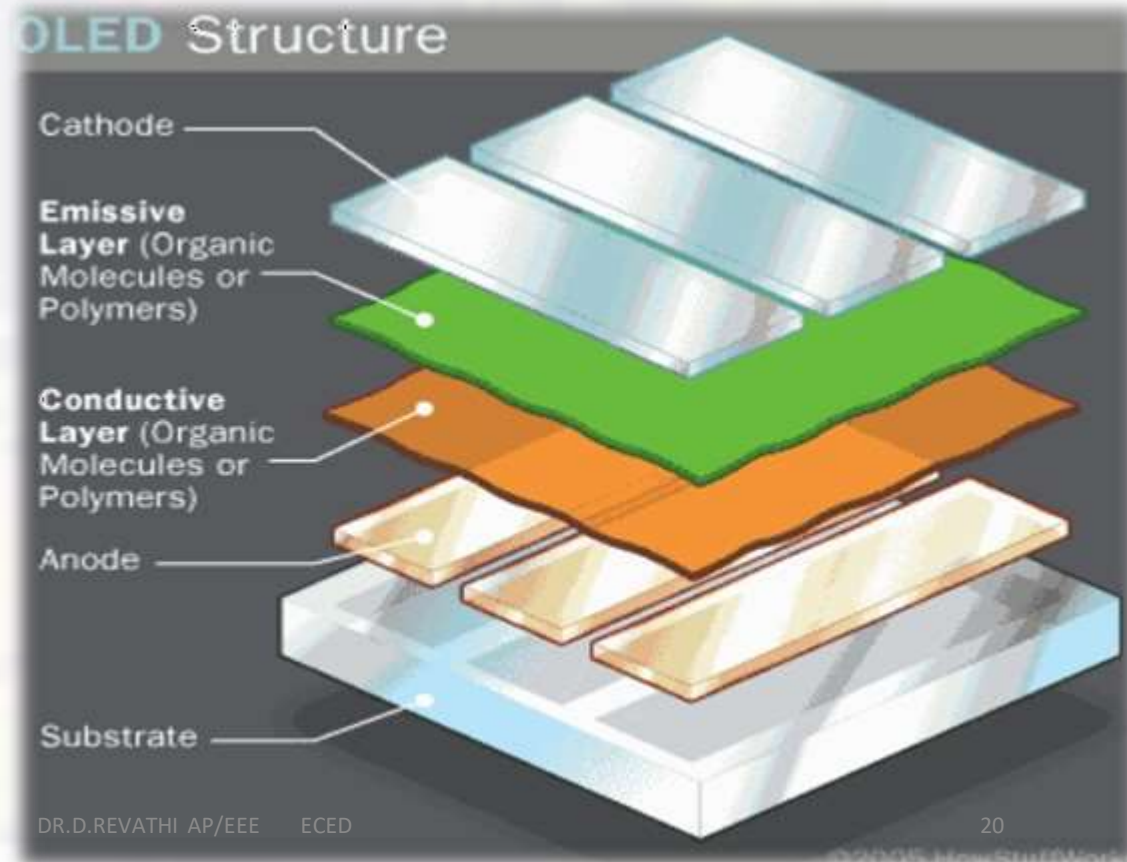 OLED Structure
Cathode
Emissive
Layer (Organic
Molecules or
Polymers)
Conductive
Layer (Organic
Molecules or
Polymers)
Anode
Substrate
DR.D.REVATHI AP/EEE ECED
20